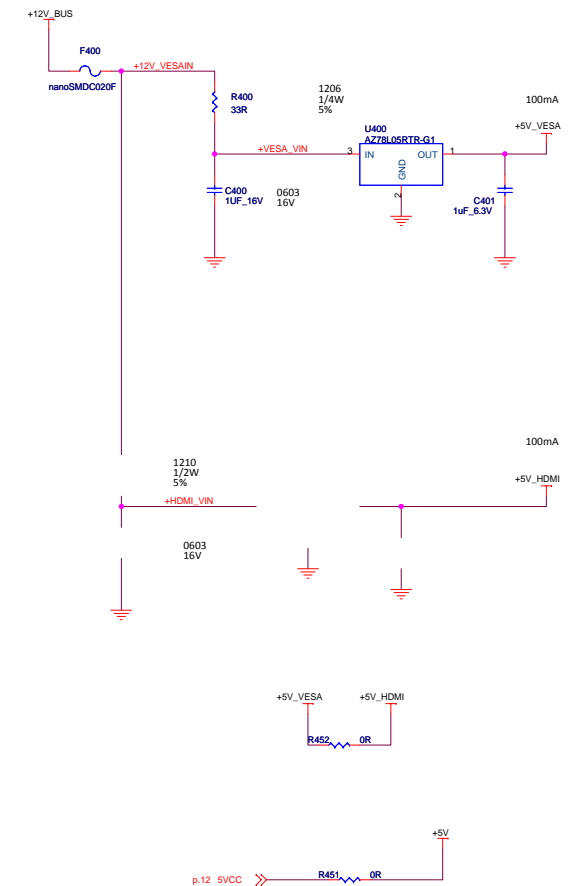 +12V_BUS
F400
nanoSMDC020F
+12V_VESAIN
R400
33R
1206
1/4W
5%
100mA
+5V_VESA
U400
AZ78L05RTR-G1
+VESA_VIN
3
IN
OUT
1
GND
2
C400
1UF_16V
0603
16V
C401
1uF_6.3V
100mA
1210
1/2W
5%
+5V_HDMI
+HDMI_VIN
0603
16V
+5V_VESA
+5V_HDMI
R452
0R
+5V
p.12 5VCC
R451
0R